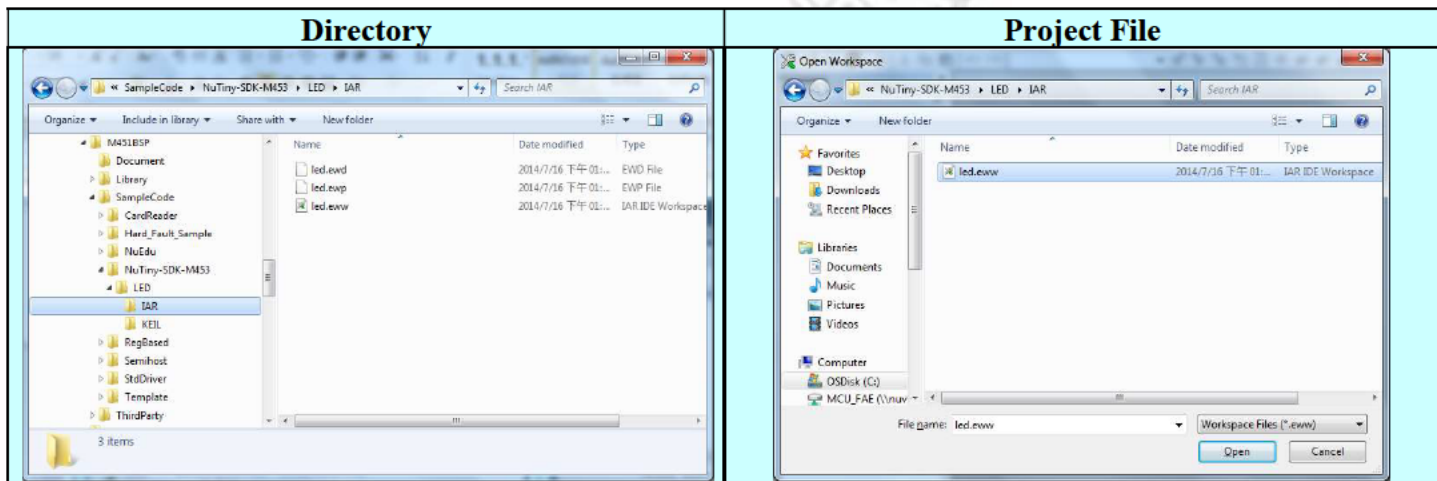 Directory
Project File
« SampleCode ▸ NuTiny-SDK-M453 ▸ LED ▸ IAR
Search IAR
Organize ▾ Include in library ▾ Share with ▾ New folder
M451BSP
Document
Library
SampleCode
CardReader
Hard_Fault_Sample
NuEdu
NuTiny-SDK-M453
LED
IAR
KEIL
RegBased
Semihost
StdDriver
Template
ThirdParty
Name Date modified Type
led.ewd 2014/7/16 下午 01:... EWD File
led.ewp 2014/7/16 下午 01:... EWP File
led.eww 2014/7/16 下午 01:... IAR IDE Workspace
3 items
Open Workspace
« NuTiny-SDK-M453 ▸ LED ▸ IAR
Search IAR
Organize ▾ New folder
Favorites
Desktop
Downloads
Recent Places
Libraries
Documents
Music
Pictures
Videos
Computer
OSDisk (C:)
MCU_FAE (\\nuv
Name Date modified Type
led.eww 2014/7/16 下午 01:... IAR IDE Workspace
File name: led.eww
Workspace Files (*.eww)
Open Cancel